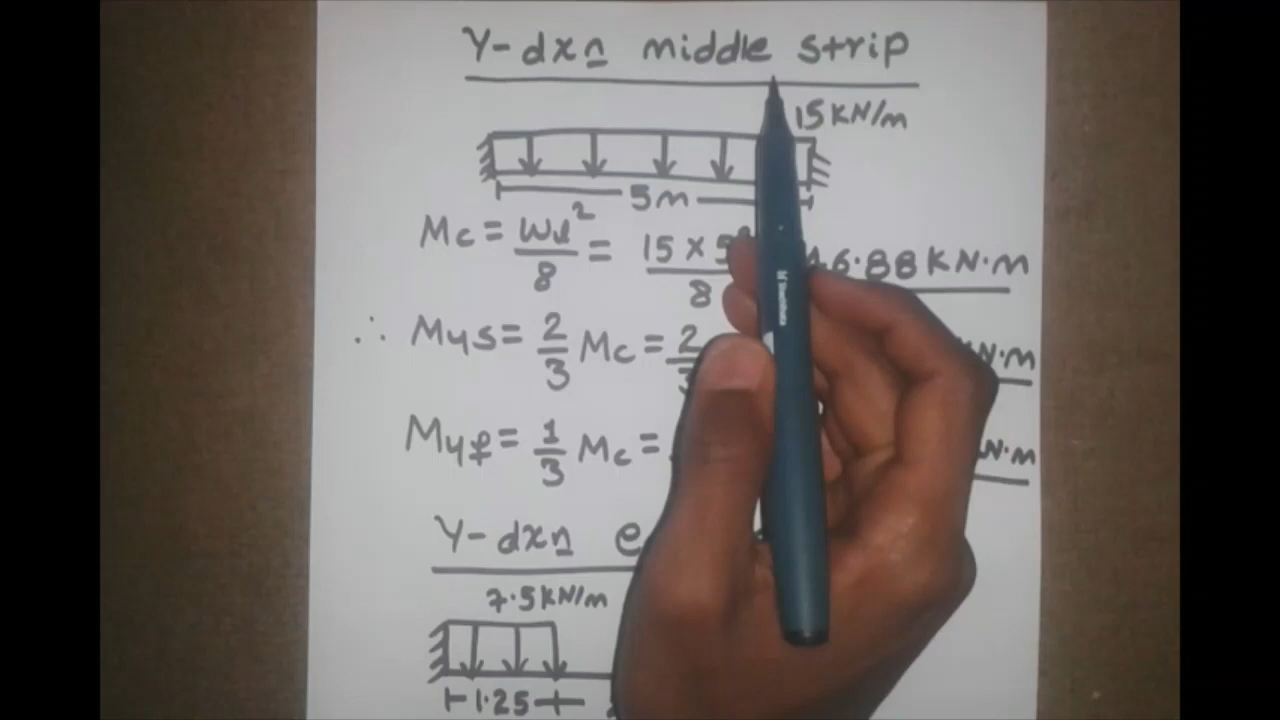 Y-dxn middle strip
15KN/m
5m
Mc = wl²/8 = 15 × 5 /8 46.88 KN·m
∴ Mys = 2/3 Mc = 2/3 KN·m
Myf = 1/3 Mc = KN·m
Y-dxn e
7.5KN/m
1.25